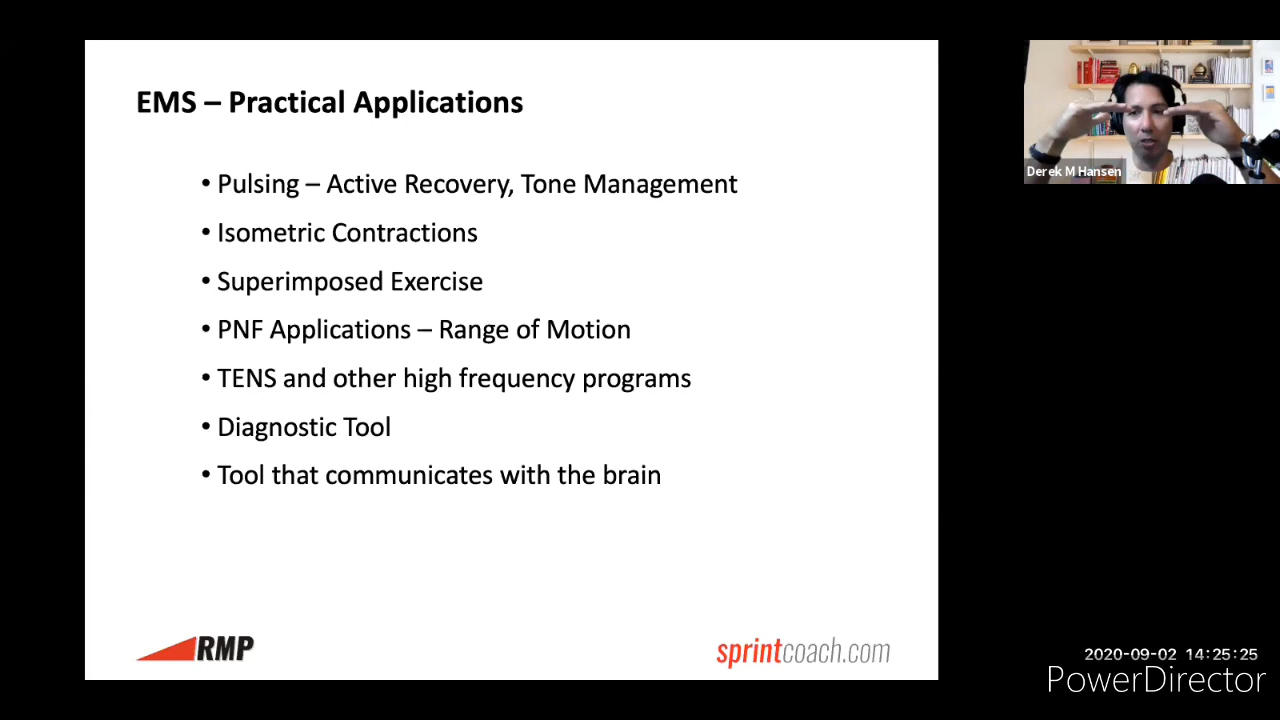 EMS – Practical Applications
• Pulsing – Active Recovery, Tone Management
• Isometric Contractions
• Superimposed Exercise
• PNF Applications – Range of Motion
• TENS and other high frequency programs
• Diagnostic Tool
• Tool that communicates with the brain
RMP
sprintcoach.com
Derek M Hansen
2020-09-02 14:25:25
PowerDirector